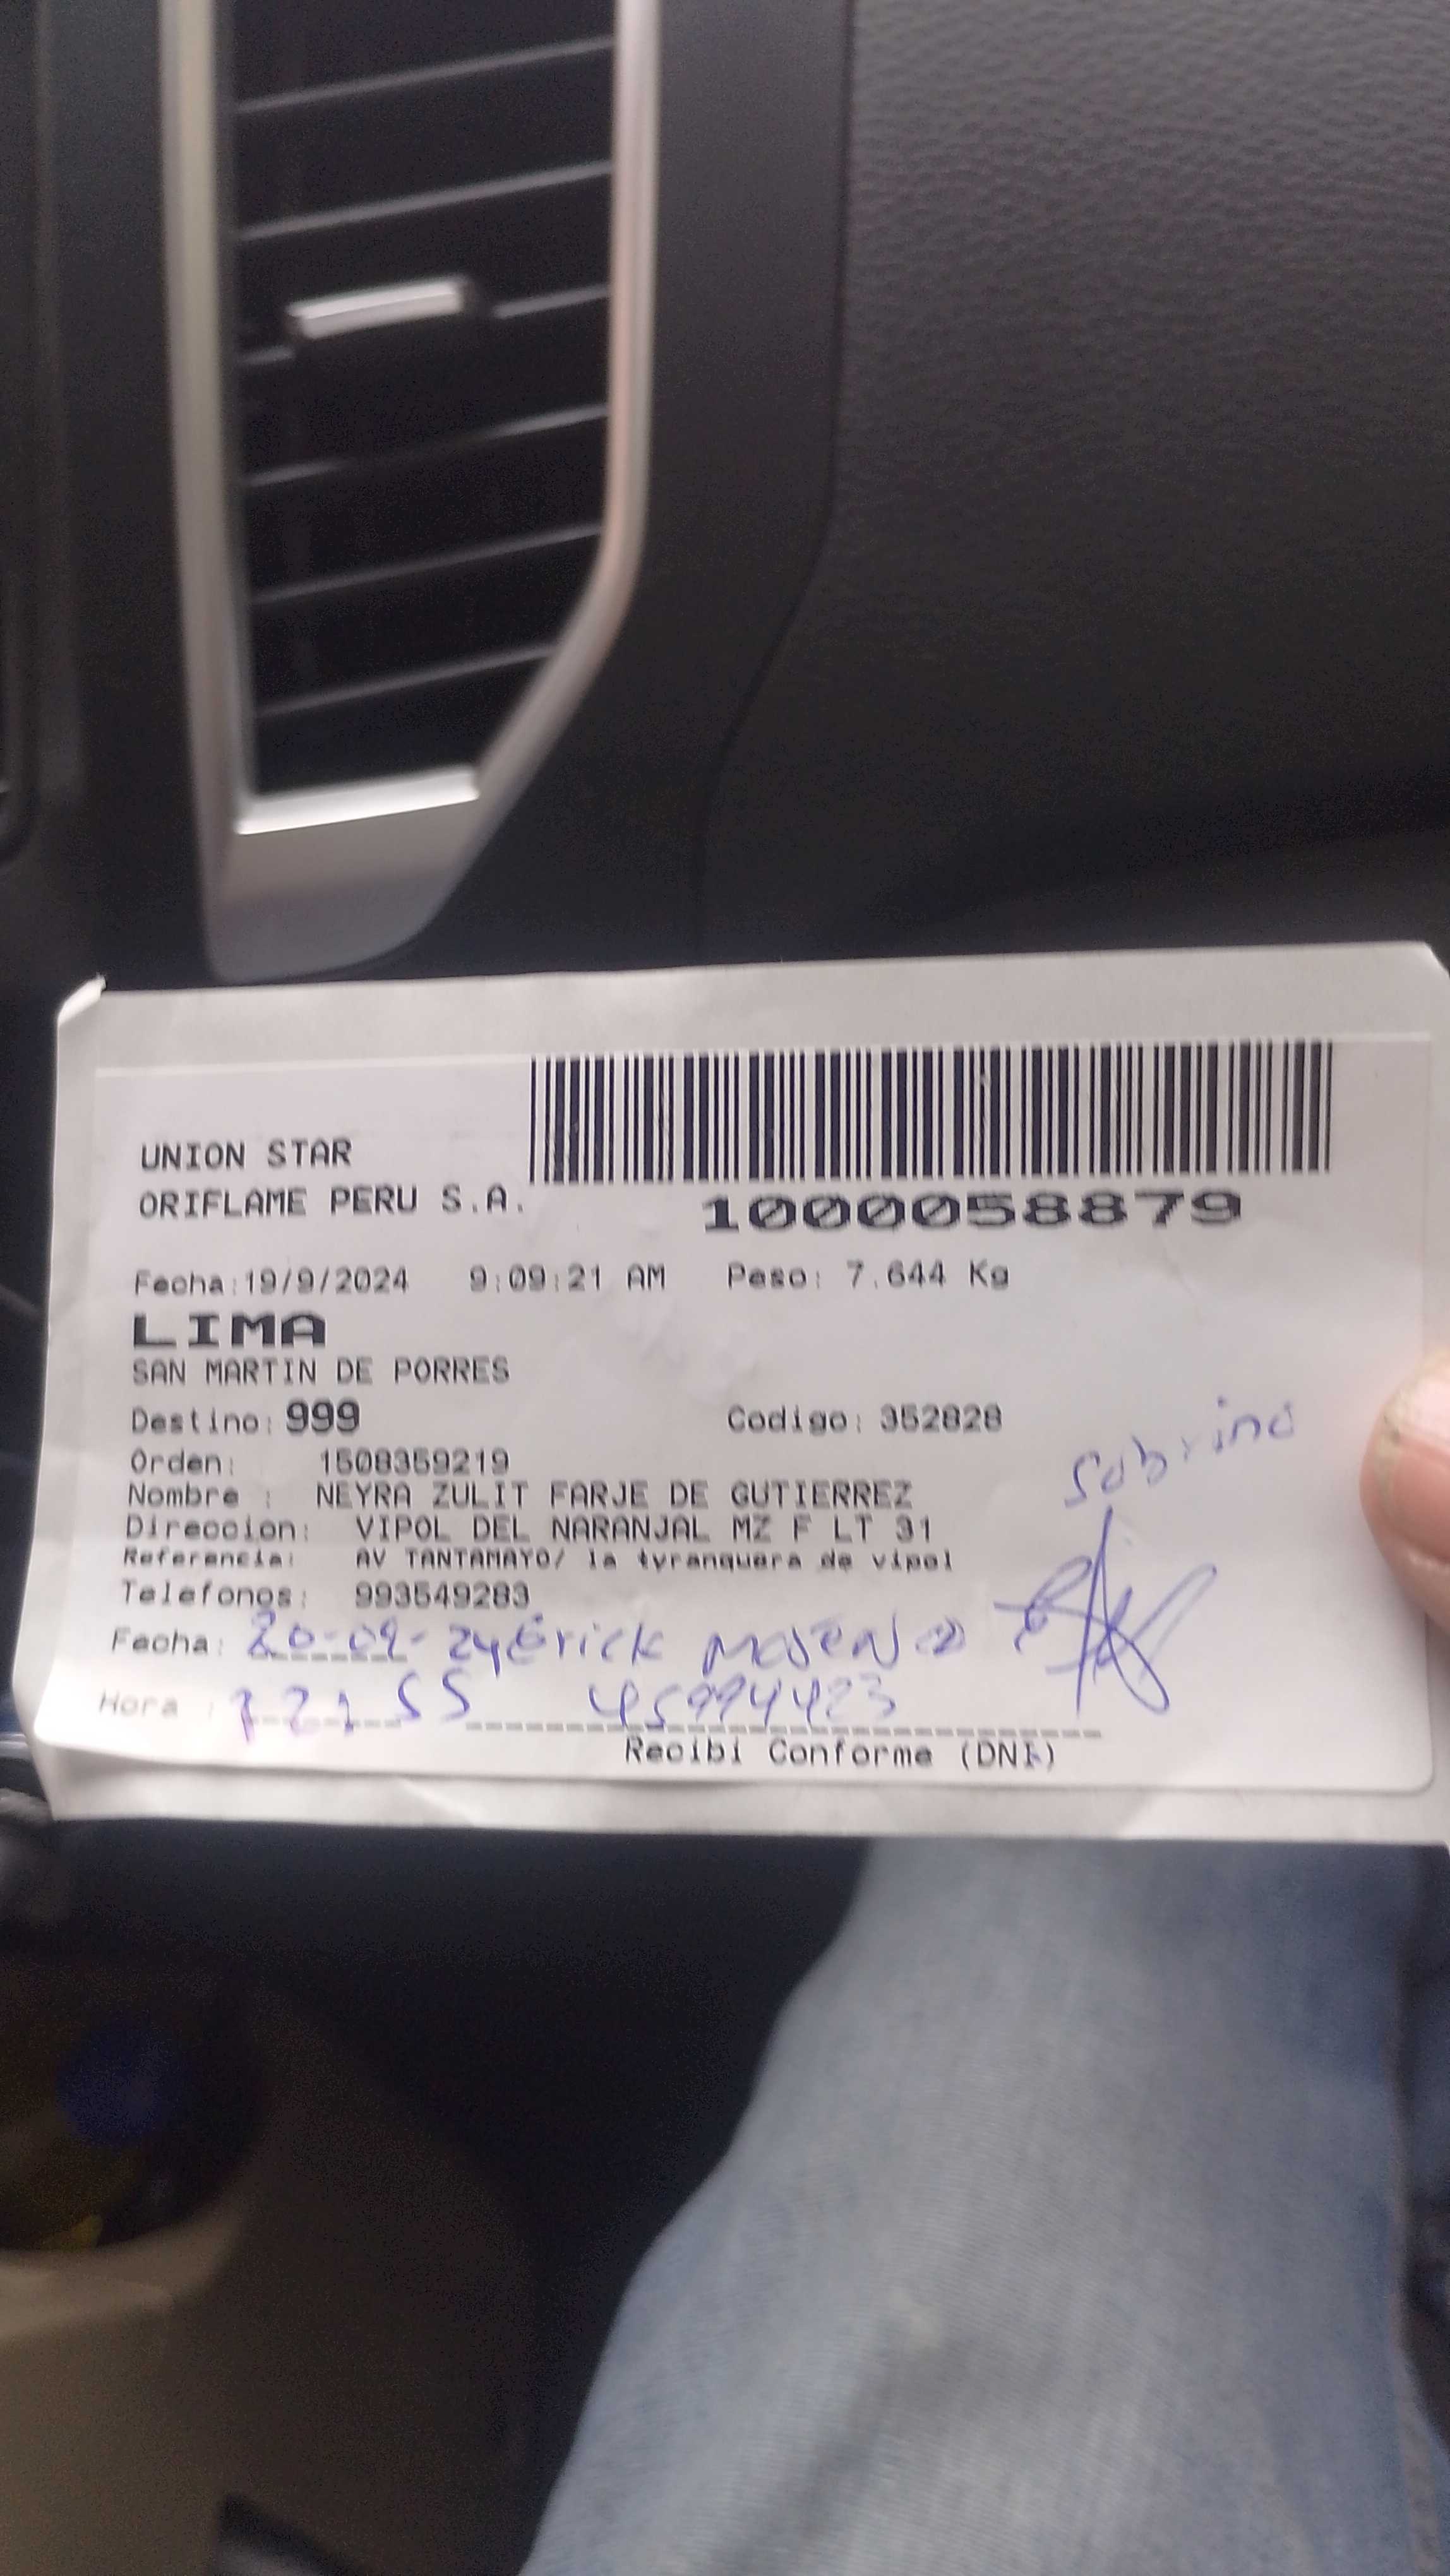 UNION STAR
ORIFLAME PERU S.A.
1000058879
Fecha:19/9/2024 9:09:21 AM Peso: 7.644 Kg
LIMA
SAN MARTIN DE PORRES
Destino: 999 Codigo: 352828
Orden: 1508359219
sobrino
Nombre : NEYRA ZULIT FARJE DE GUTIERREZ
Direccion: VIPOL DEL NARANJAL MZ F LT 31
Referencia: AV TANTAMAYO/ la tyranquera de vipol
Telefonos: 993549283
Fecha: 20-09-24 Erick
Hora : 45994423
Recibi Conforme (DNI)